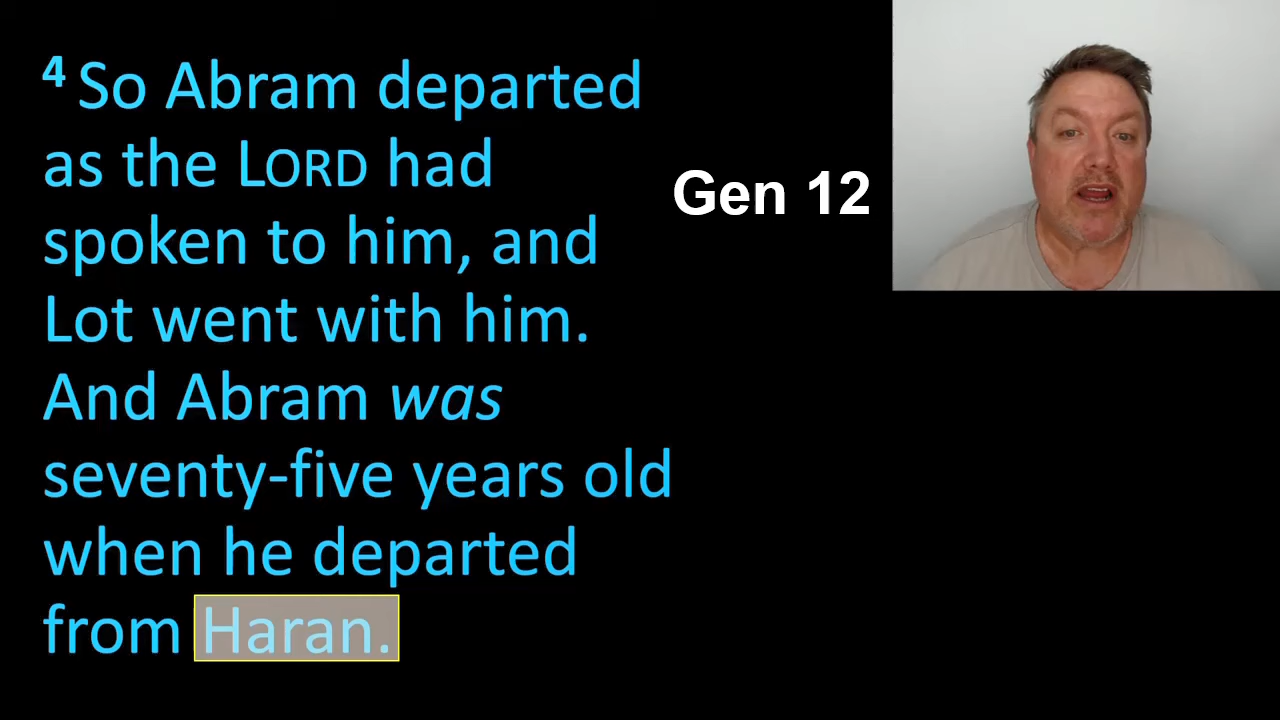 4 So Abram departed
as the LORD had
spoken to him, and
Lot went with him.
And Abram was
seventy-five years old
when he departed
from Haran.
Gen 12